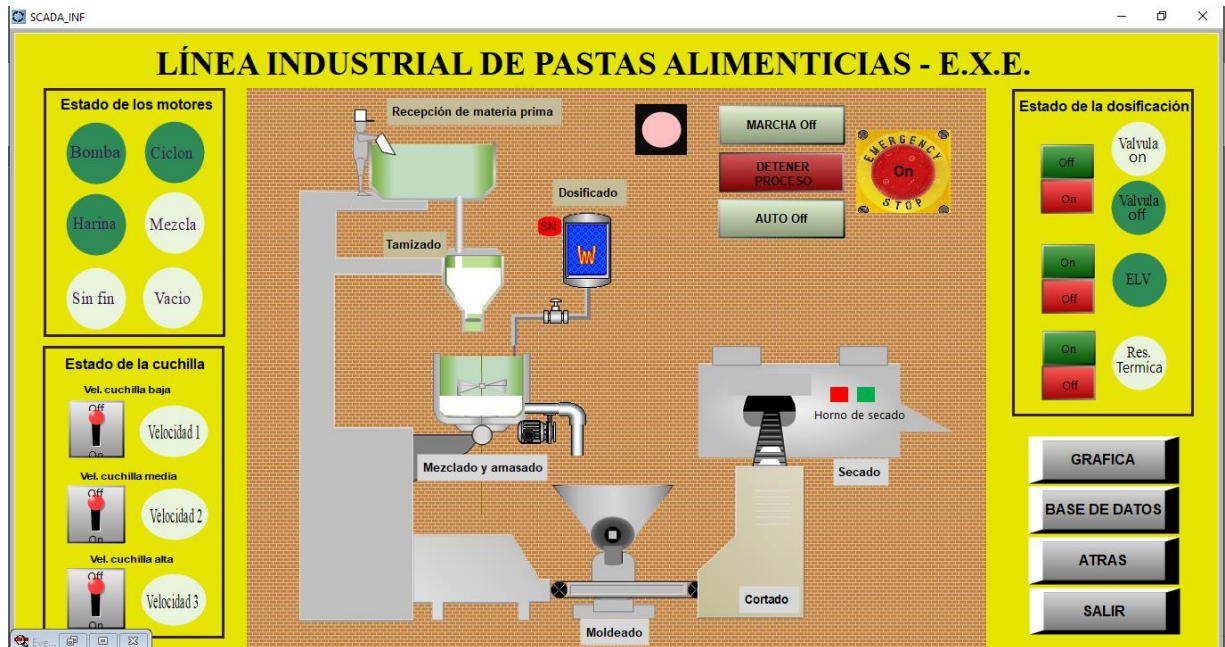 SCADA_INF
LÍNEA INDUSTRIAL DE PASTAS ALIMENTICIAS - E.X.E.
Estado de los motores
Bomba
Ciclon
Harina
Mezcla
Sin fin
Vacio
Estado de la cuchilla
Vel. cuchilla baja
Off
On
Velocidad 1
Vel. cuchilla media
Off
On
Velocidad 2
Vel. cuchilla alta
Off
On
Velocidad 3
Eve...
Recepción de materia prima
Tamizado
Dosificado
SN
W
Mezclado y amasado
Moldeado
Cortado
Secado
Horno de secado
MARCHA Off
DETENER
PROCESO
AUTO Off
EMERGENCY
On
STOP
Estado de la dosificación
Off
On
Valvula
on
Valvula
off
On
Off
ELV
On
Off
Res.
Termica
GRAFICA
BASE DE DATOS
ATRAS
SALIR